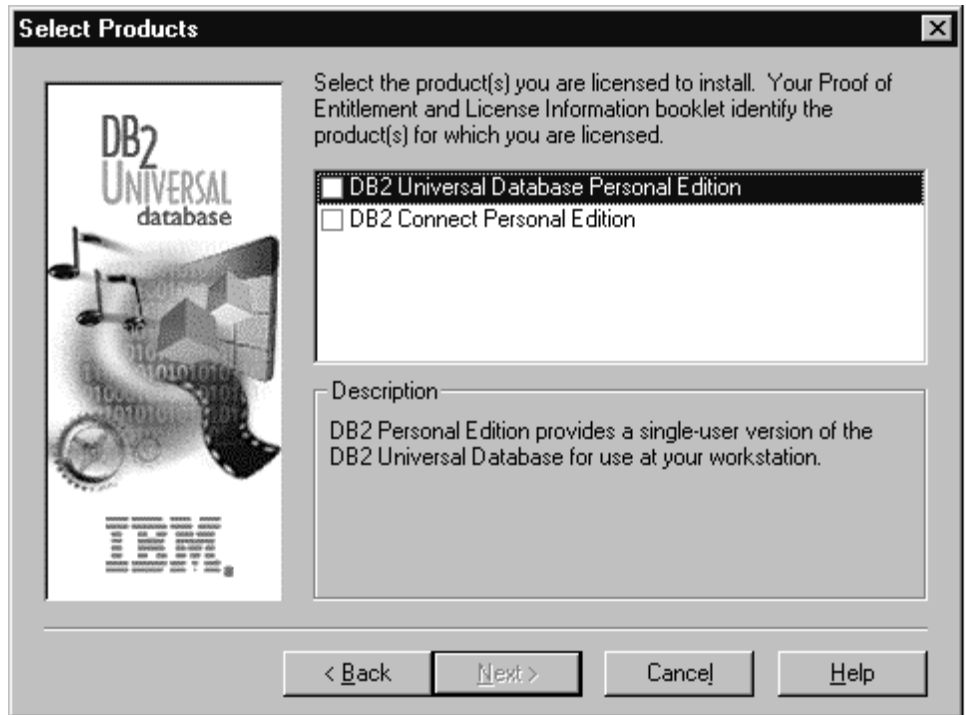 Select Products
DB2
UNIVERSAL
database
IBM
Select the product(s) you are licensed to install. Your Proof of
Entitlement and License Information booklet identify the
product(s) for which you are licensed.
DB2 Universal Database Personal Edition
DB2 Connect Personal Edition
Description
DB2 Personal Edition provides a single-user version of the
DB2 Universal Database for use at your workstation.
< Back
Next >
Cancel
Help